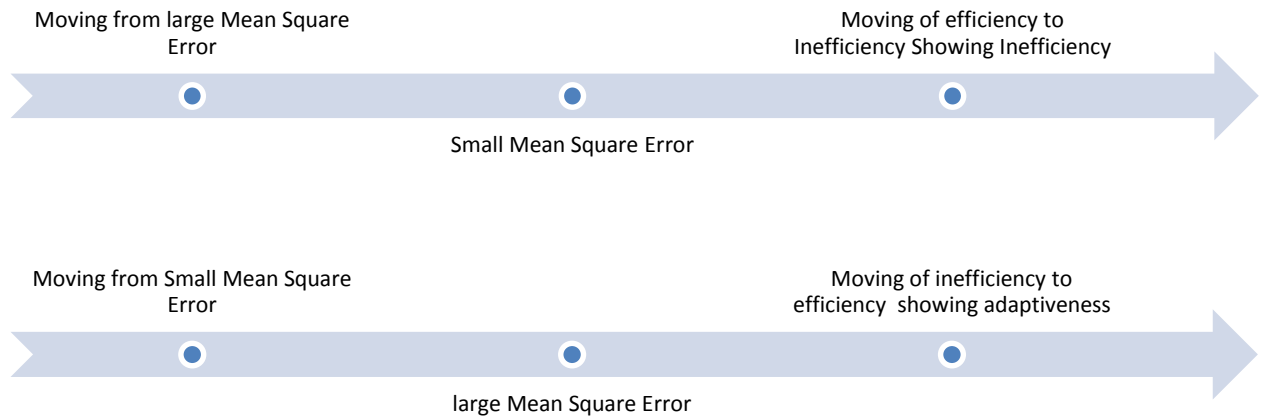 Moving from large Mean Square
Error
Moving of efficiency to
Inefficiency Showing Inefficiency
Small Mean Square Error
Moving from Small Mean Square
Error
Moving of inefficiency to
efficiency  showing adaptiveness
large Mean Square Error